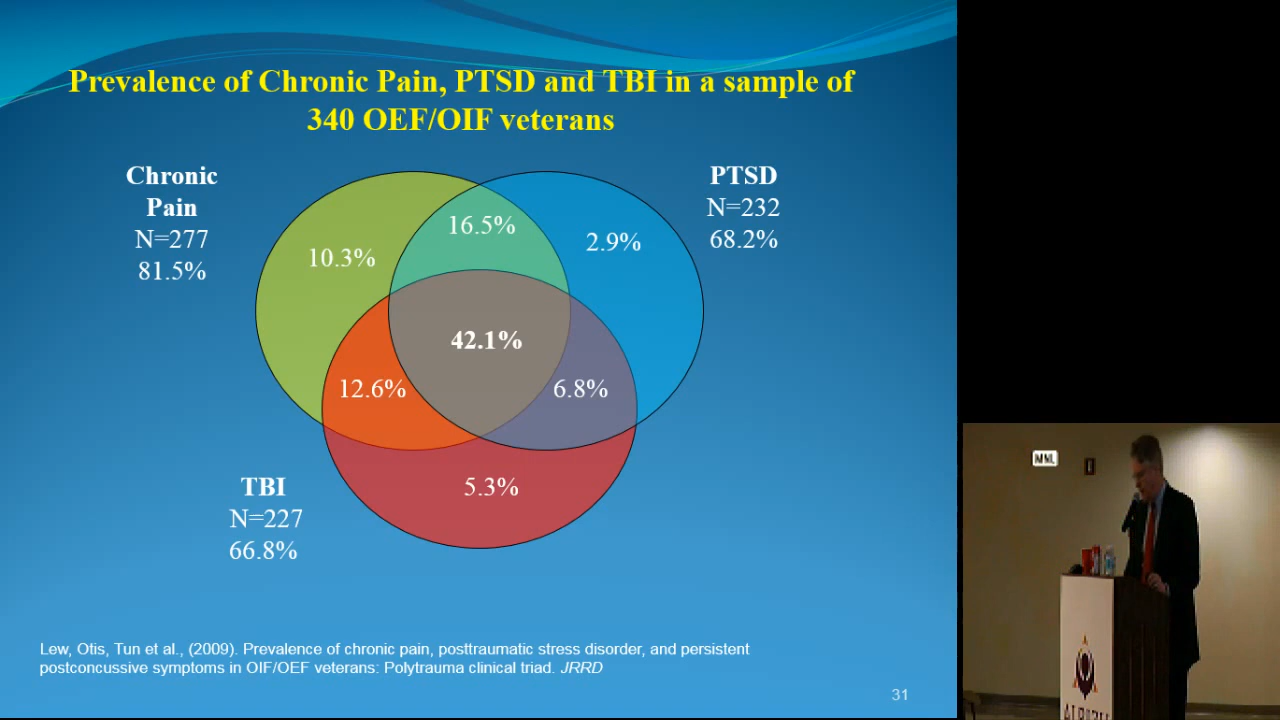 Prevalence of Chronic Pain, PTSD and TBI in a sample of
340 OEF/OIF veterans
Chronic
Pain
N=277
81.5%
PTSD
N=232
68.2%
16.5%
2.9%
10.3%
42.1%
12.6%
6.8%
5.3%
TBI
N=227
66.8%
Lew, Otis, Tun et al., (2009). Prevalence of chronic pain, posttraumatic stress disorder, and persistent
postconcussive symptoms in OIF/OEF veterans: Polytrauma clinical triad. JRRD
31